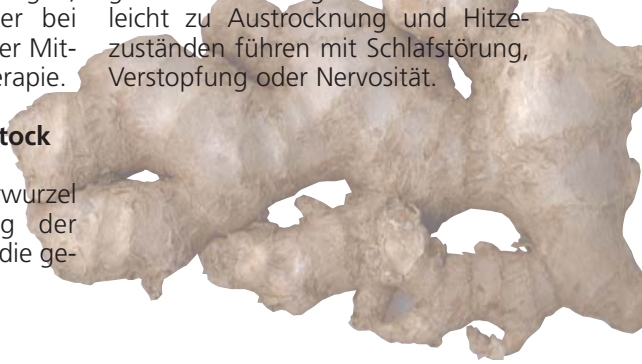 er bei
er Mit-
erapie.
tock
wurzel
g der
die ge-
leicht zu Austrocknung und Hitze-
zuständen führen mit Schlafstörung,
Verstopfung oder Nervosität.